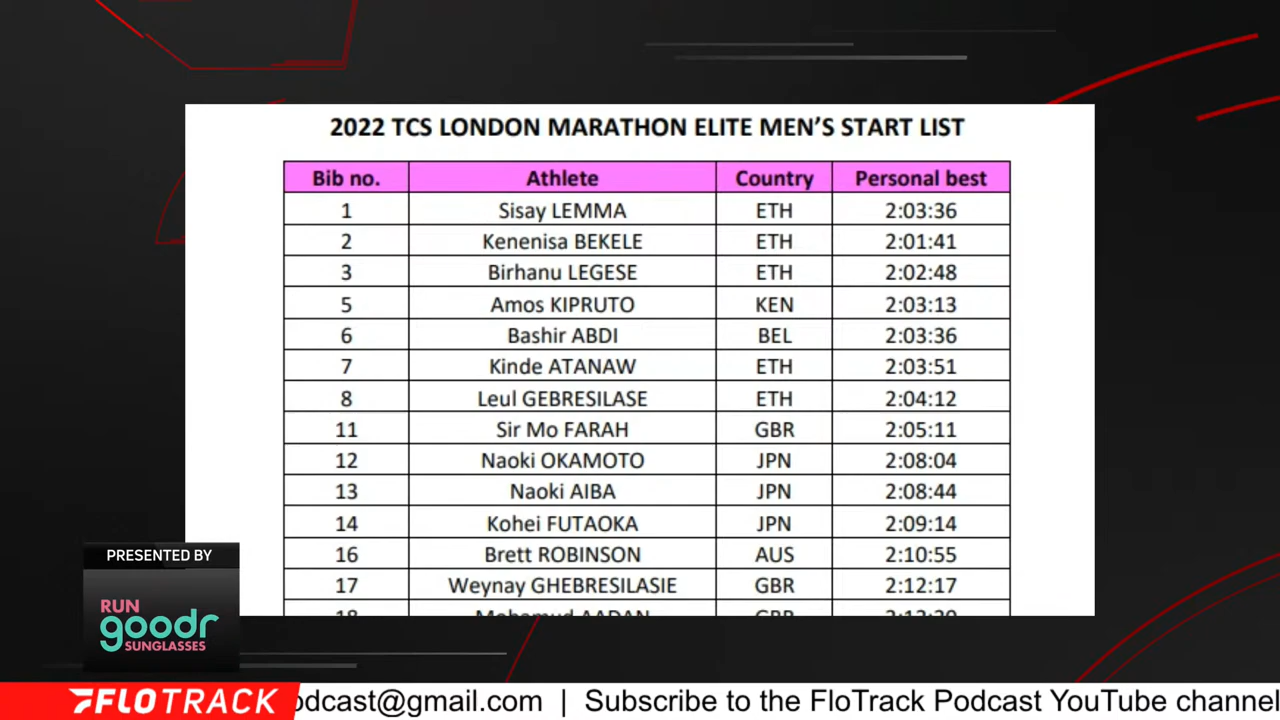 2022 TCS LONDON MARATHON ELITE MEN'S START LIST
Bib no. Athlete Country Personal best
1 Sisay LEMMA ETH 2:03:36
2 Kenenisa BEKELE ETH 2:01:41
3 Birhanu LEGESE ETH 2:02:48
5 Amos KIPRUTO KEN 2:03:13
6 Bashir ABDI BEL 2:03:36
7 Kinde ATANAW ETH 2:03:51
8 Leul GEBRESILASE ETH 2:04:12
11 Sir Mo FARAH GBR 2:05:11
12 Naoki OKAMOTO JPN 2:08:04
13 Naoki AIBA JPN 2:08:44
14 Kohei FUTAOKA JPN 2:09:14
16 Brett ROBINSON AUS 2:10:55
17 Weynay GHEBRESILASIE GBR 2:12:17
18 Mohamud AADAN GBR
PRESENTED BY
RUN
goodr
SUNGLASSES
FLOTRACK odcast@gmail.com | Subscribe to the FloTrack Podcast YouTube channel